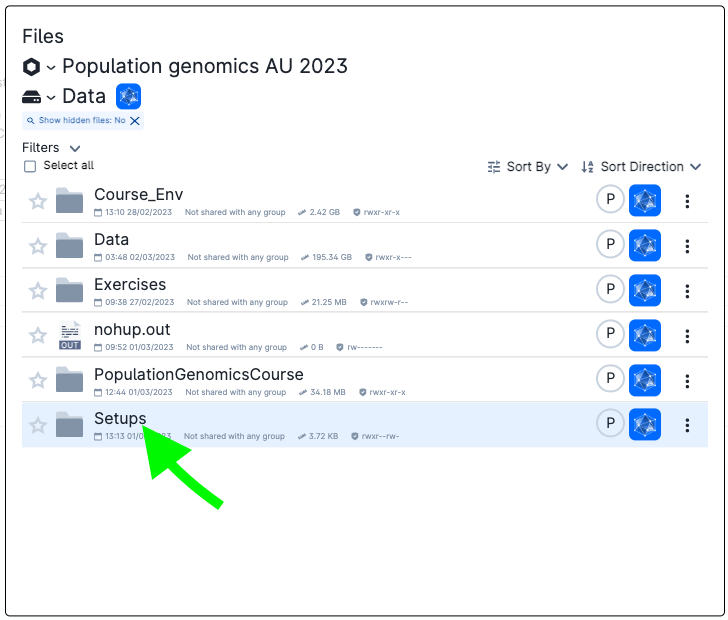 Files
Population genomics AU 2023
Data
Show hidden files: No
Filters
Select all
Sort By
Sort Direction
Course_Env
13:10 28/02/2023 Not shared with any group 2.42 GB rwxr-xr-x
P
Data
03:48 02/03/2023 Not shared with any group 195.34 GB rwxr-x---
P
Exercises
09:38 27/02/2023 Not shared with any group 21.25 MB rwxrw-r--
P
nohup.out
OUT
09:52 01/03/2023 Not shared with any group 0 B rw-------
P
PopulationGenomicsCourse
12:44 01/03/2023 Not shared with any group 34.18 MB rwxr-xr-x
P
Setups
13:13 Not shared with any group 3.72 KB rwxr--rw-
P